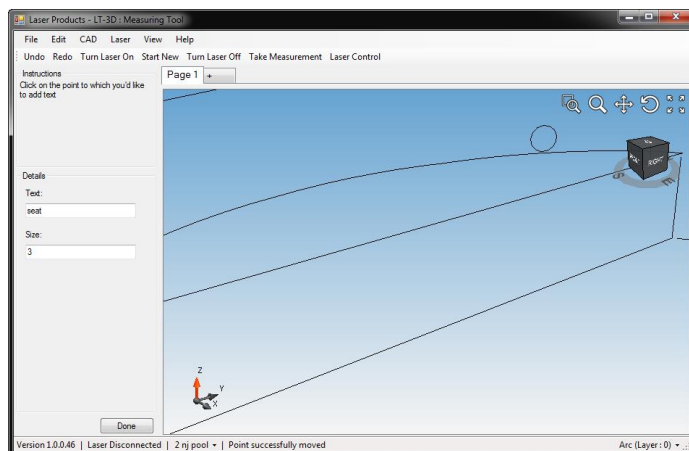 Laser Products - LT-3D : Measuring Tool
File Edit CAD Laser View Help
Undo Redo Turn Laser On Start New Turn Laser Off Take Measurement Laser Control
Instructions
Click on the point to which you'd like
to add text
Page 1 +
RIGHT
S E
Details
Text:
seat
Size:
3
Z
Y
X
Done
Version 1.0.0.46 | Laser Disconnected | 2 nj pool | Point successfully moved
Arc (Layer : 0)